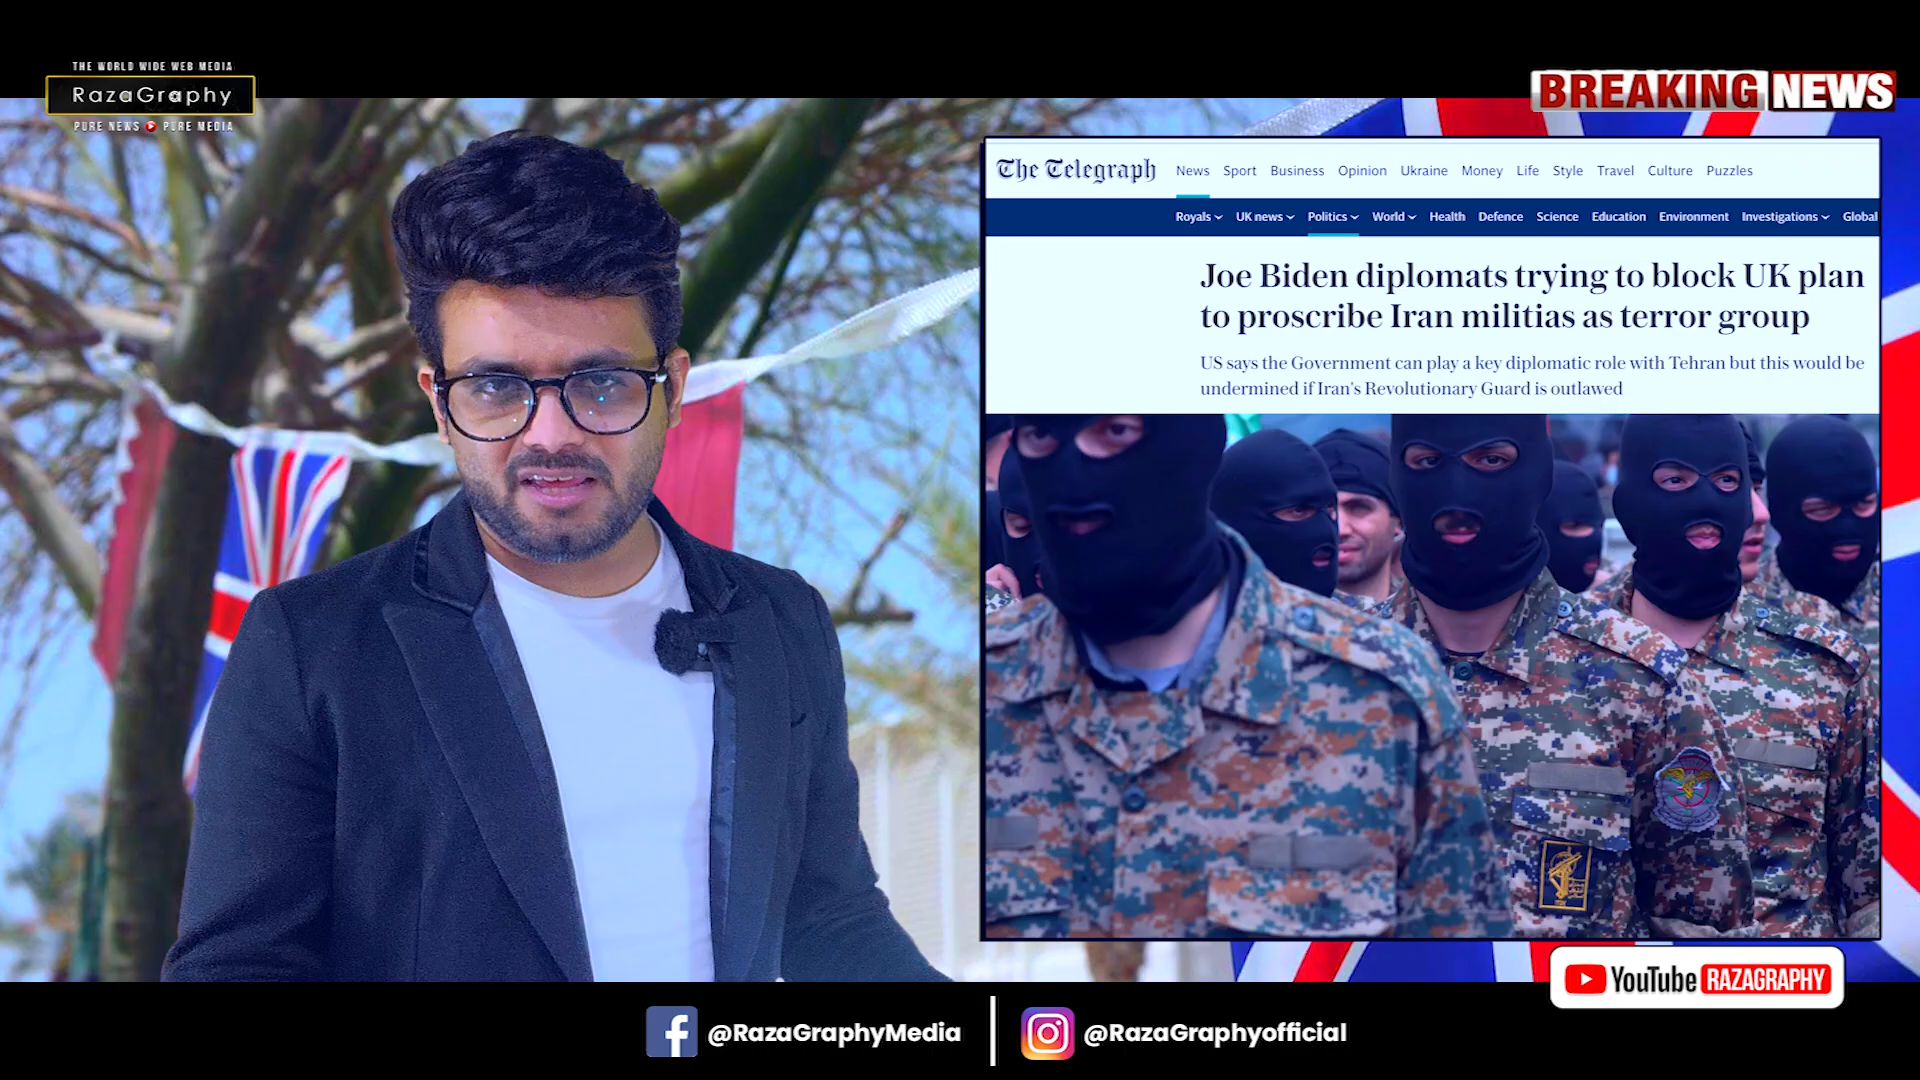 THE WORLD WIDE WEB MEDIA
RazaGraphy
PURE NEWS PURE MEDIA
BREAKING NEWS
The Telegraph
News Sport Business Opinion Ukraine Money Life Style Travel Culture Puzzles
Royals UK news Politics World Health Defence Science Education Environment Investigations Global
Joe Biden diplomats trying to block UK plan
to proscribe Iran militias as terror group
US says the Government can play a key diplomatic role with Tehran but this would be
undermined if Iran's Revolutionary Guard is outlawed
YouTube RAZAGRAPHY
@RazaGraphyMedia
@RazaGraphyofficial